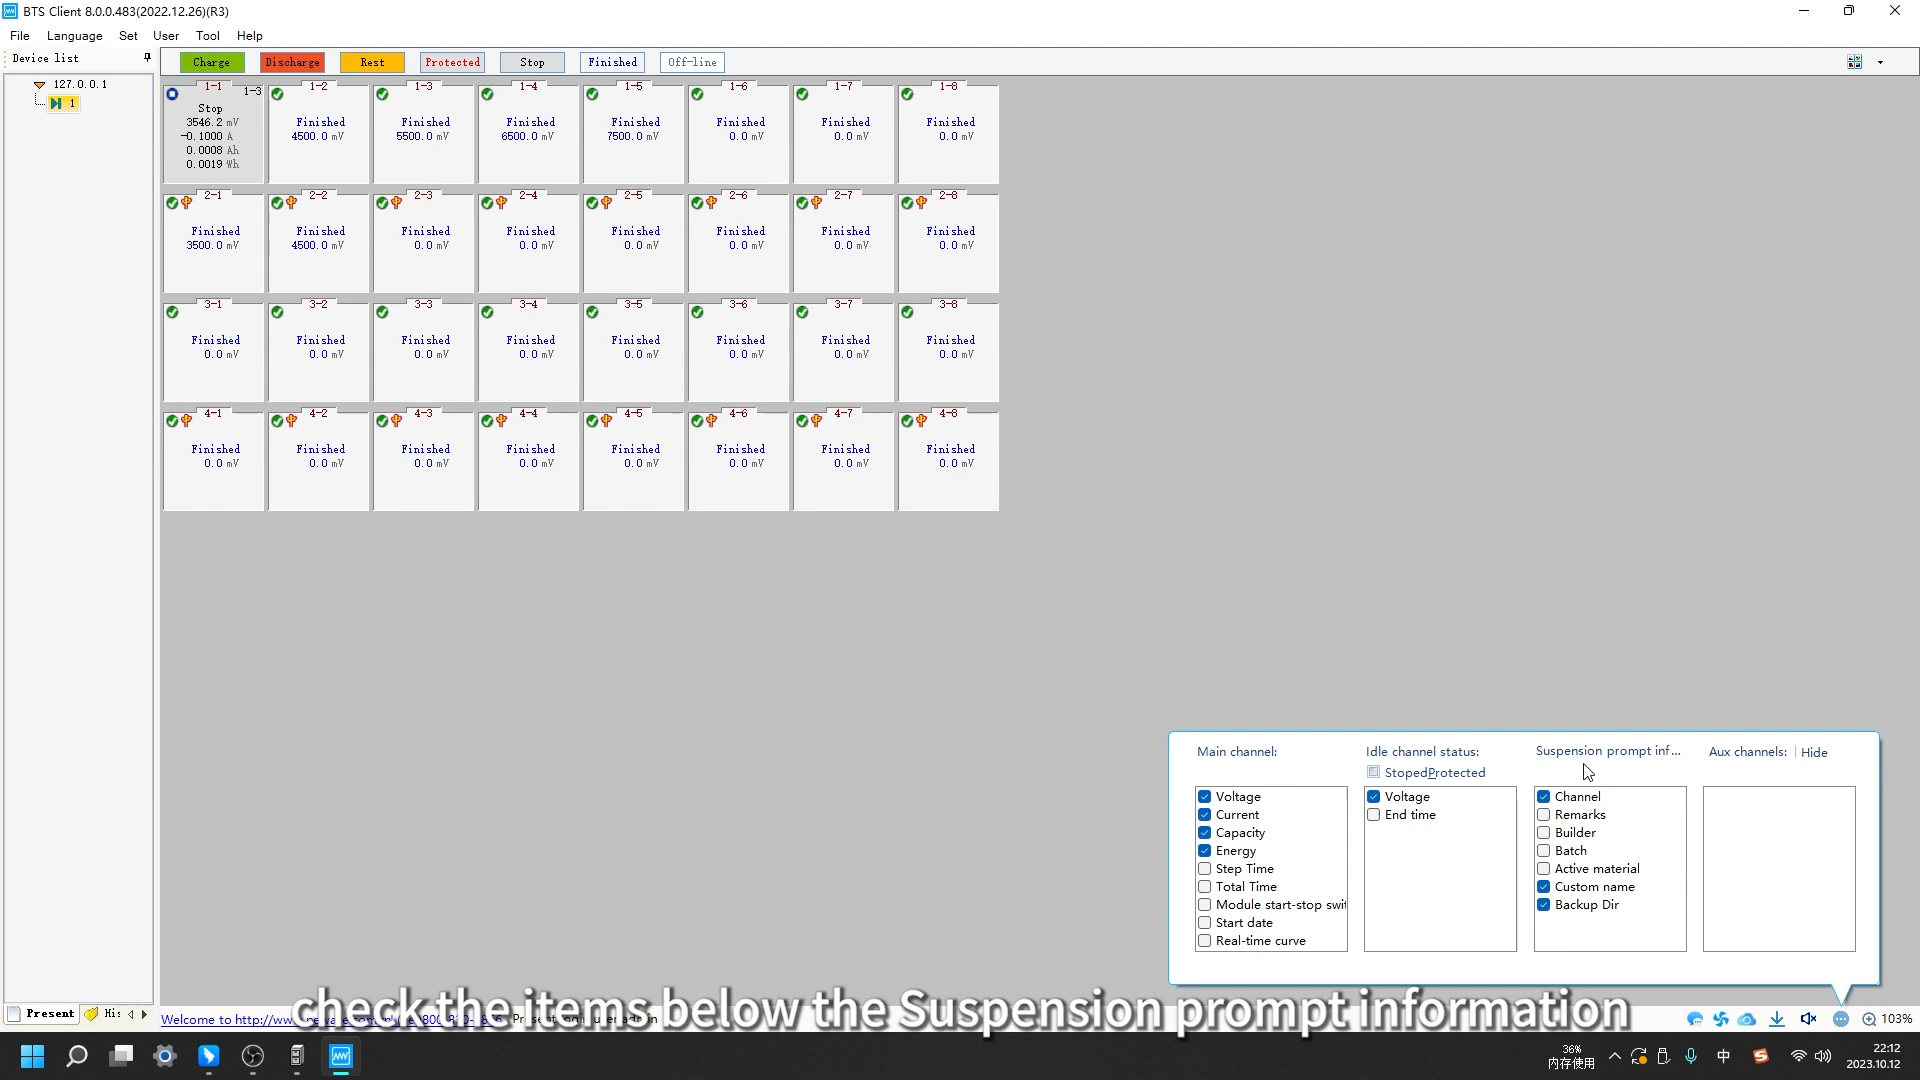 BTS Client 8.0.0.483(2022.12.26)(R3)
File Language Set User Tool Help
Device list
Charge Discharge Rest Protected Stop Finished Off-line
127.0.0.1
1
1-1 1-3 1-2 1-3 1-4 1-5 1-6 1-7 1-8
Stop
3546.2 mV
-0.1000 A
0.0008 Ah
0.0019 Wh
Finished Finished Finished Finished Finished Finished Finished
4500.0 mV 5500.0 mV 6500.0 mV 7500.0 mV 0.0 mV 0.0 mV 0.0 mV
2-1 2-2 2-3 2-4 2-5 2-6 2-7 2-8
Finished Finished Finished Finished Finished Finished Finished Finished
3500.0 mV 4500.0 mV 0.0 mV 0.0 mV 0.0 mV 0.0 mV 0.0 mV 0.0 mV
3-1 3-2 3-3 3-4 3-5 3-6 3-7 3-8
Finished Finished Finished Finished Finished Finished Finished Finished
0.0 mV 0.0 mV 0.0 mV 0.0 mV 0.0 mV 0.0 mV 0.0 mV 0.0 mV
4-1 4-2 4-3 4-4 4-5 4-6 4-7 4-8
Finished Finished Finished Finished Finished Finished Finished Finished
0.0 mV 0.0 mV 0.0 mV 0.0 mV 0.0 mV 0.0 mV 0.0 mV 0.0 mV
Main channel:
Voltage
Current
Capacity
Energy
Step Time
Total Time
Module start-stop swit
Start date
Real-time curve
Idle channel status:
StopedProtected
Voltage
End time
Suspension prompt inf...
Channel
Remarks
Builder
Batch
Active material
Custom name
Backup Dir
Aux channels: Hide
check the items below the Suspension prompt information
Present His
Welcome to
103%
36%
内存使用
中
22:12
2023.10.12